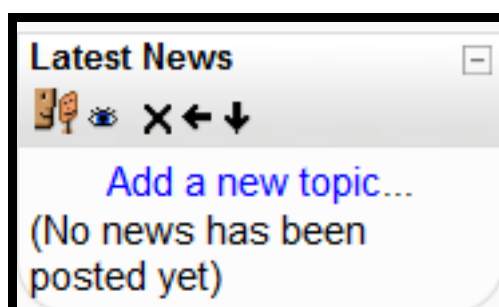 Latest News
Add a new topic...
(No news has been
posted yet)